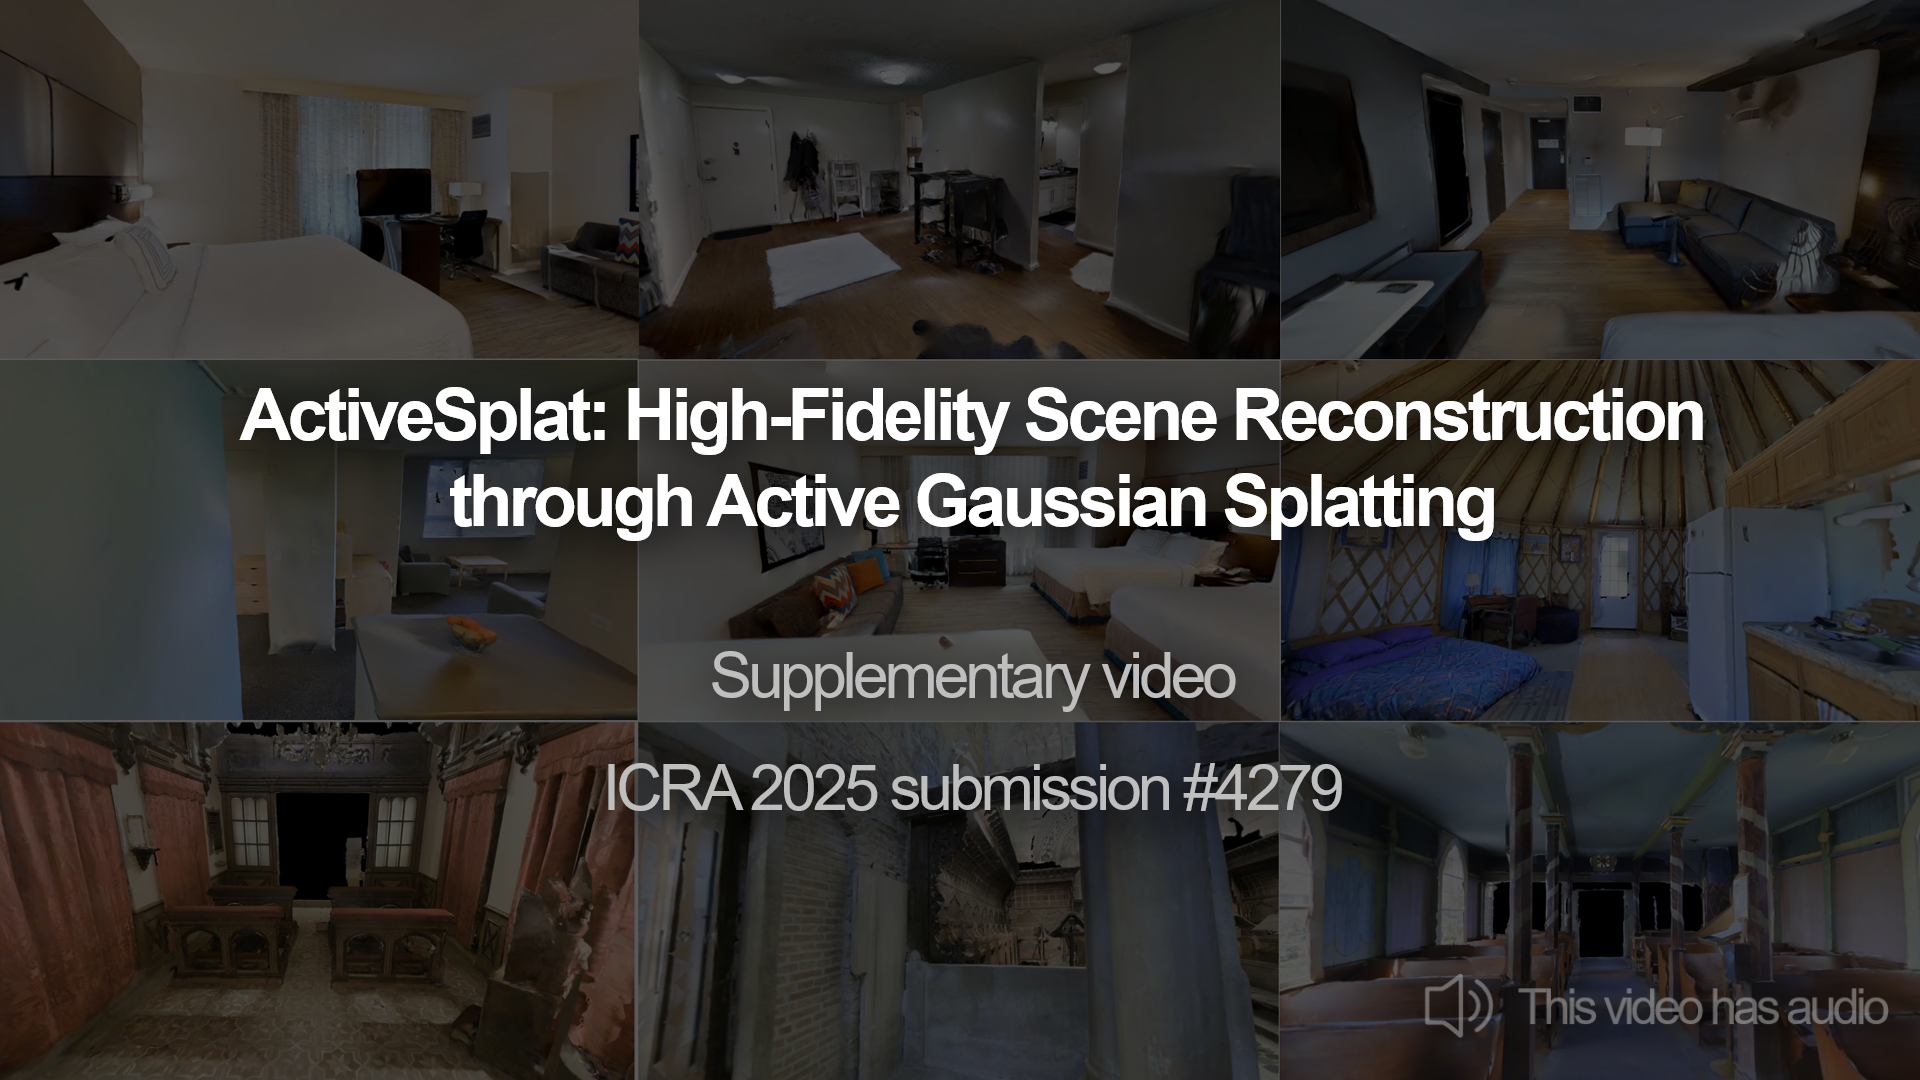 ActiveSplat: High-Fidelity Scene Reconstruction
through Active Gaussian Splatting
Supplementary video
ICRA 2025 submission #4279
This video has audio